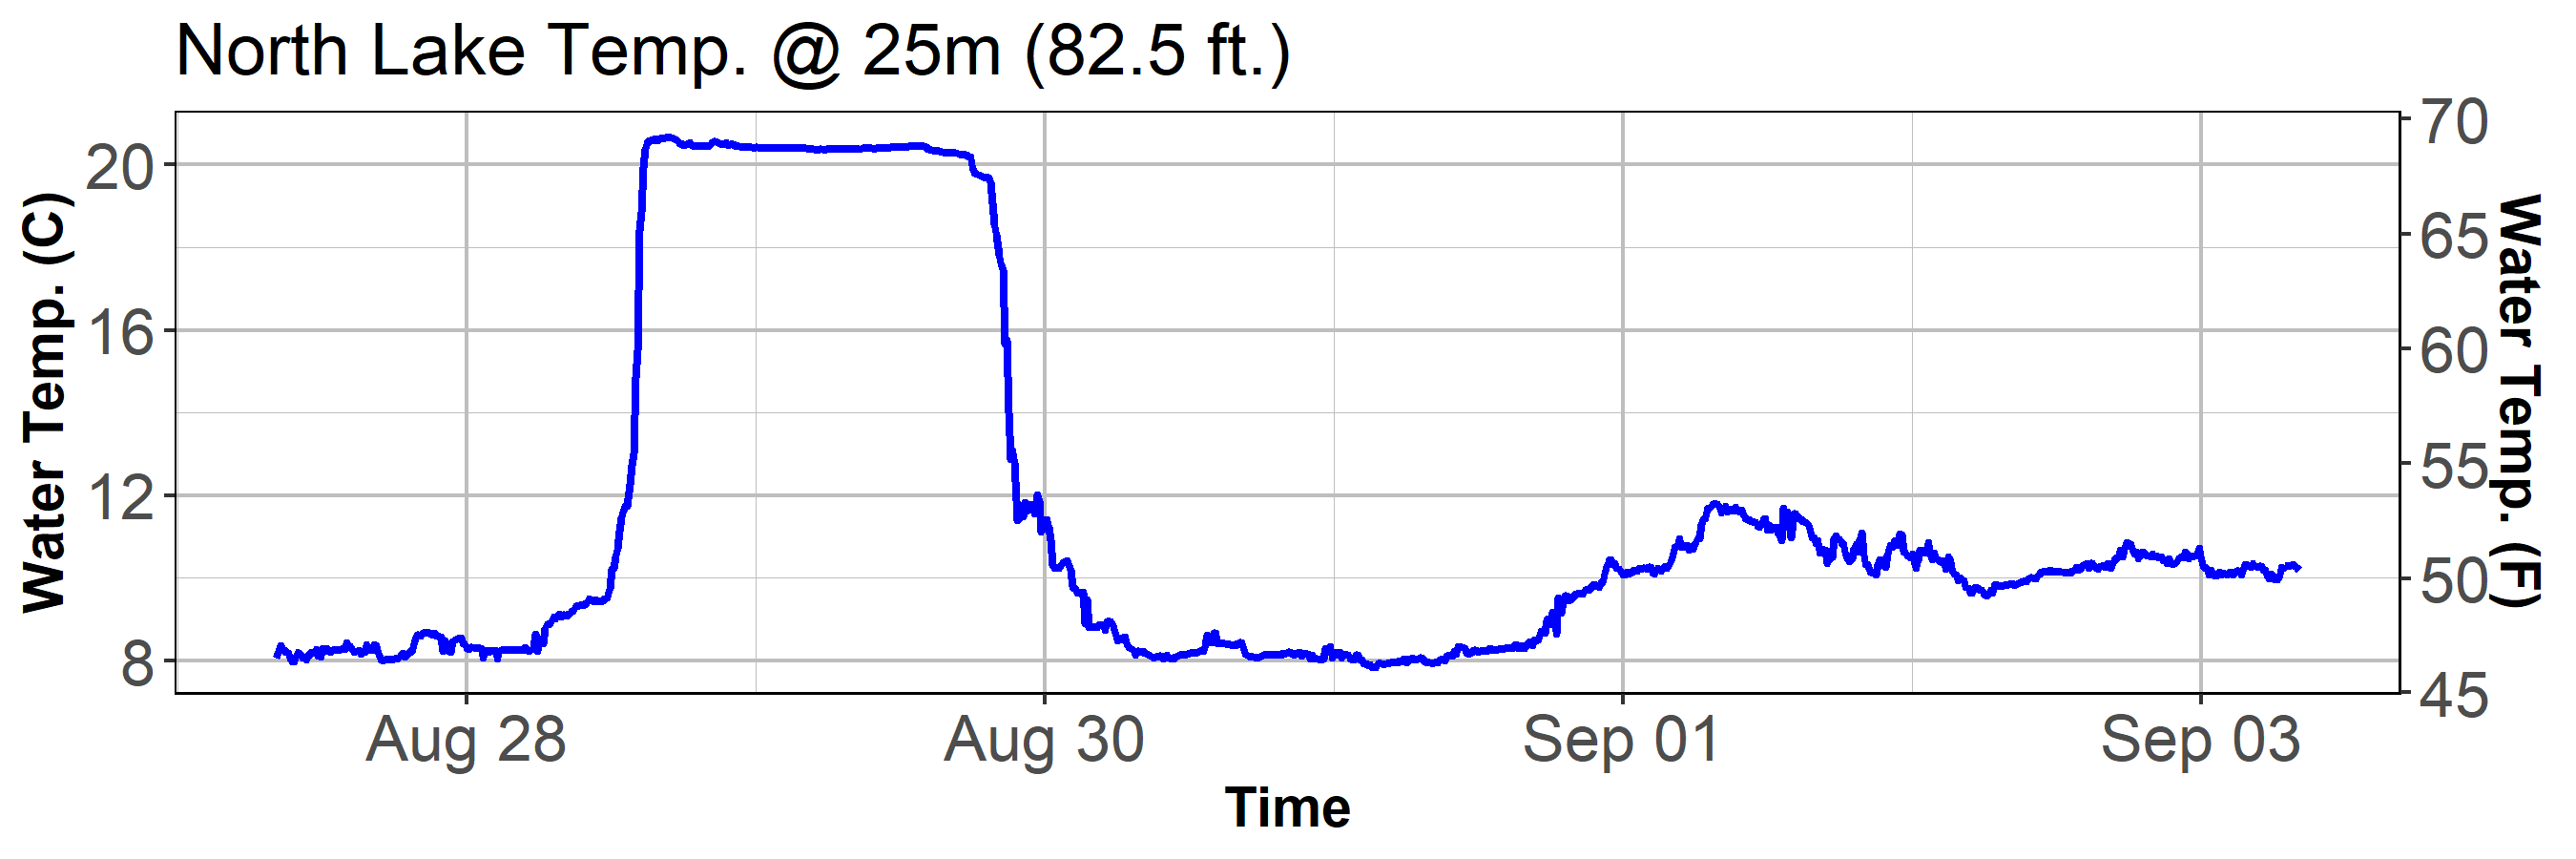 North Lake Temp. @ 25m (82.5 ft.)
Water Temp. (C)
20
16
12
8
70
65
60
55
50
45
Water Temp. (F)
Aug 28
Aug 30
Sep 01
Sep 03
Time